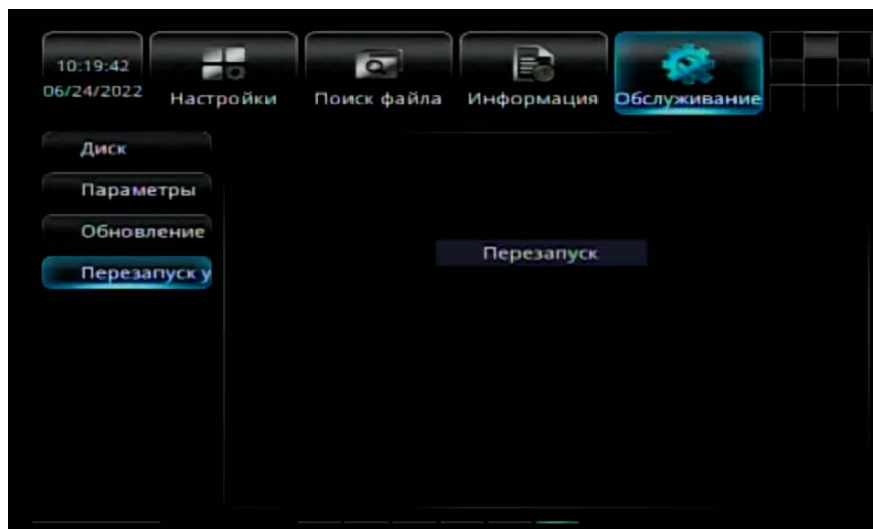 10:19:42
06/24/2022
Настройки
Поиск файла
Информация
Обслуживание
Диск
Параметры
Обновление
Перезапуск у
Перезапуск